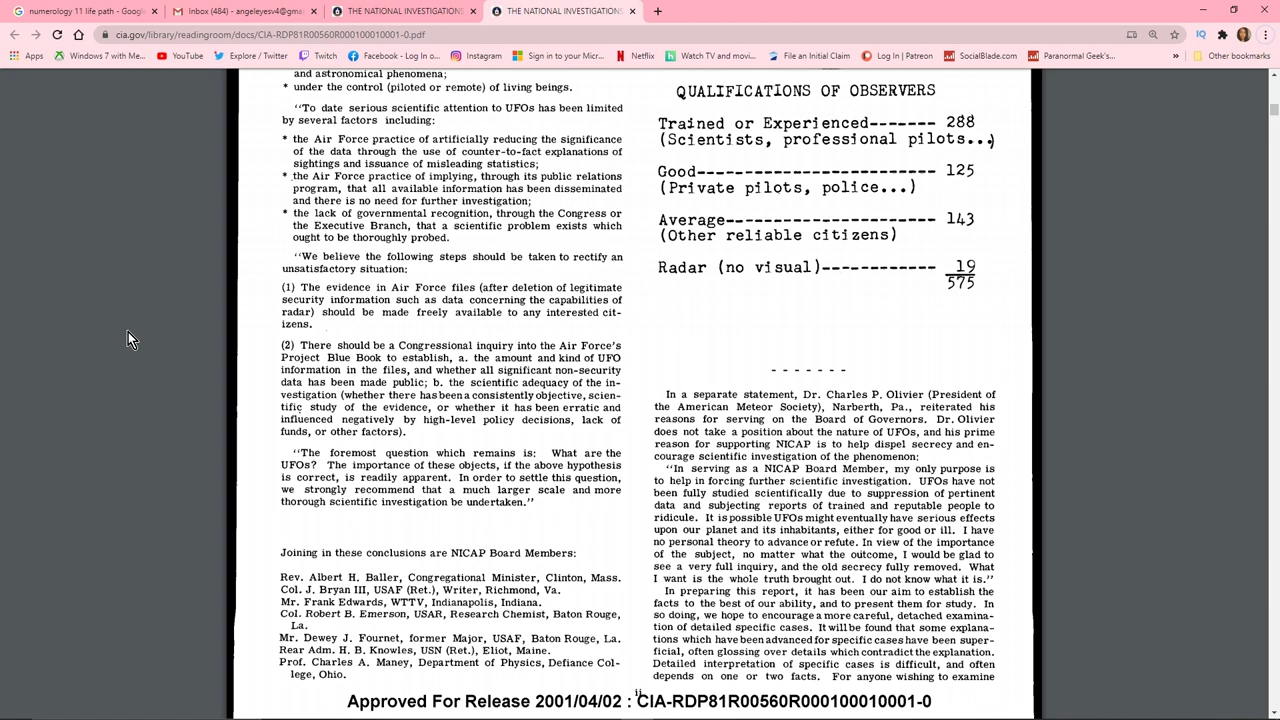 numerology 11 life path - Google
Inbox (484) - angeleyesv4@gma
THE NATIONAL INVESTIGATIONS
THE NATIONAL INVESTIGATIONS
cia.gov/library/readingroom/docs/CIA-RDP81R00560R000100010001-0.pdf
Apps
Windows 7 with Me...
YouTube
Explore / Twitter
Twitch
Facebook - Log In o...
Instagram
Sign in to your Micr...
Netflix
Watch TV and movi...
File an Initial Claim
Log In | Patreon
SocialBlade.com
Paranormal Geek's...
Other bookmarks
and astronomical phenomena;
* under the control (piloted or remote) of living beings.
"To date serious scientific attention to UFOs has been limited
by several factors including:
* the Air Force practice of artificially reducing the significance
of the data through the use of counter-to-fact explanations of
sightings and issuance of misleading statistics;
* the Air Force practice of implying, through its public relations
program, that all available information has been disseminated
and there is no need for further investigation;
* the lack of governmental recognition, through the Congress or
the Executive Branch, that a scientific problem exists which
ought to be thoroughly probed.
"We believe the following steps should be taken to rectify an
unsatisfactory situation:
(1) The evidence in Air Force files (after deletion of legitimate
security information such as data concerning the capabilities of
radar) should be made freely available to any interested cit-
izens.
(2) There should be a Congressional inquiry into the Air Force's
Project Blue Book to establish, a. the amount and kind of UFO
information in the files, and whether all significant non-security
data has been made public; b. the scientific adequacy of the in-
vestigation (whether there has been a consistently objective, scien-
tific study of the evidence, or whether it has been erratic and
influenced negatively by high-level policy decisions, lack of
funds, or other factors).
"The foremost question which remains is: What are the
UFOs? The importance of these objects, if the above hypothesis
is correct, is readily apparent. In order to settle this question,
we strongly recommend that a much larger scale and more
thorough scientific investigation be undertaken."
Joining in these conclusions are NICAP Board Members:
Rev. Albert H. Baller, Congregational Minister, Clinton, Mass.
Col. J. Bryan III, USAF (Ret.), Writer, Richmond, Va.
Mr. Frank Edwards, WTTV, Indianapolis, Indiana.
Col. Robert B. Emerson, USAR, Research Chemist, Baton Rouge,
La.
Mr. Dewey J. Fournet, former Major, USAF, Baton Rouge, La.
Rear Adm. H. B. Knowles, USN (Ret.), Eliot, Maine.
Prof. Charles A. Maney, Department of Physics, Defiance Col-
lege, Ohio.
QUALIFICATIONS OF OBSERVERS
Trained or Experienced------- 288
(Scientists, professional pilots...)
Good------------------------- 125
(Private pilots, police...)
Average---------------------- 143
(Other reliable citizens)
Radar (no visual)------------ 19
575
- - - - - - -
In a separate statement, Dr. Charles P. Olivier (President of
the American Meteor Society), Narberth, Pa., reiterated his
reasons for serving on the Board of Governors. Dr. Olivier
does not take a position about the nature of UFOs, and his prime
reason for supporting NICAP is to help dispel secrecy and en-
courage scientific investigation of the phenomenon:
"In serving as a NICAP Board Member, my only purpose is
to help in forcing further scientific investigation. UFOs have not
been fully studied scientifically due to suppression of pertinent
data and subjecting reports of trained and reputable people to
ridicule. It is possible UFOs might eventually have serious effects
upon our planet and its inhabitants, either for good or ill. I have
no personal theory to advance or refute. In view of the importance
of the subject, no matter what the outcome, I would be glad to
see a very full inquiry, and the old secrecy fully removed. What
I want is the whole truth brought out. I do not know what it is."
In preparing this report, it has been our aim to establish the
facts to the best of our ability, and to present them for study. In
so doing, we hope to encourage a more careful, detached examina-
tion of detailed specific cases. It will be found that some explana-
tions which have been advanced for specific cases have been super-
ficial, often glossing over details which contradict the explanation.
Detailed interpretation of specific cases is difficult, and often
depends on one or two facts. For anyone wishing to examine
ii
Approved For Release 2001/04/02 : CIA-RDP81R00560R000100010001-0